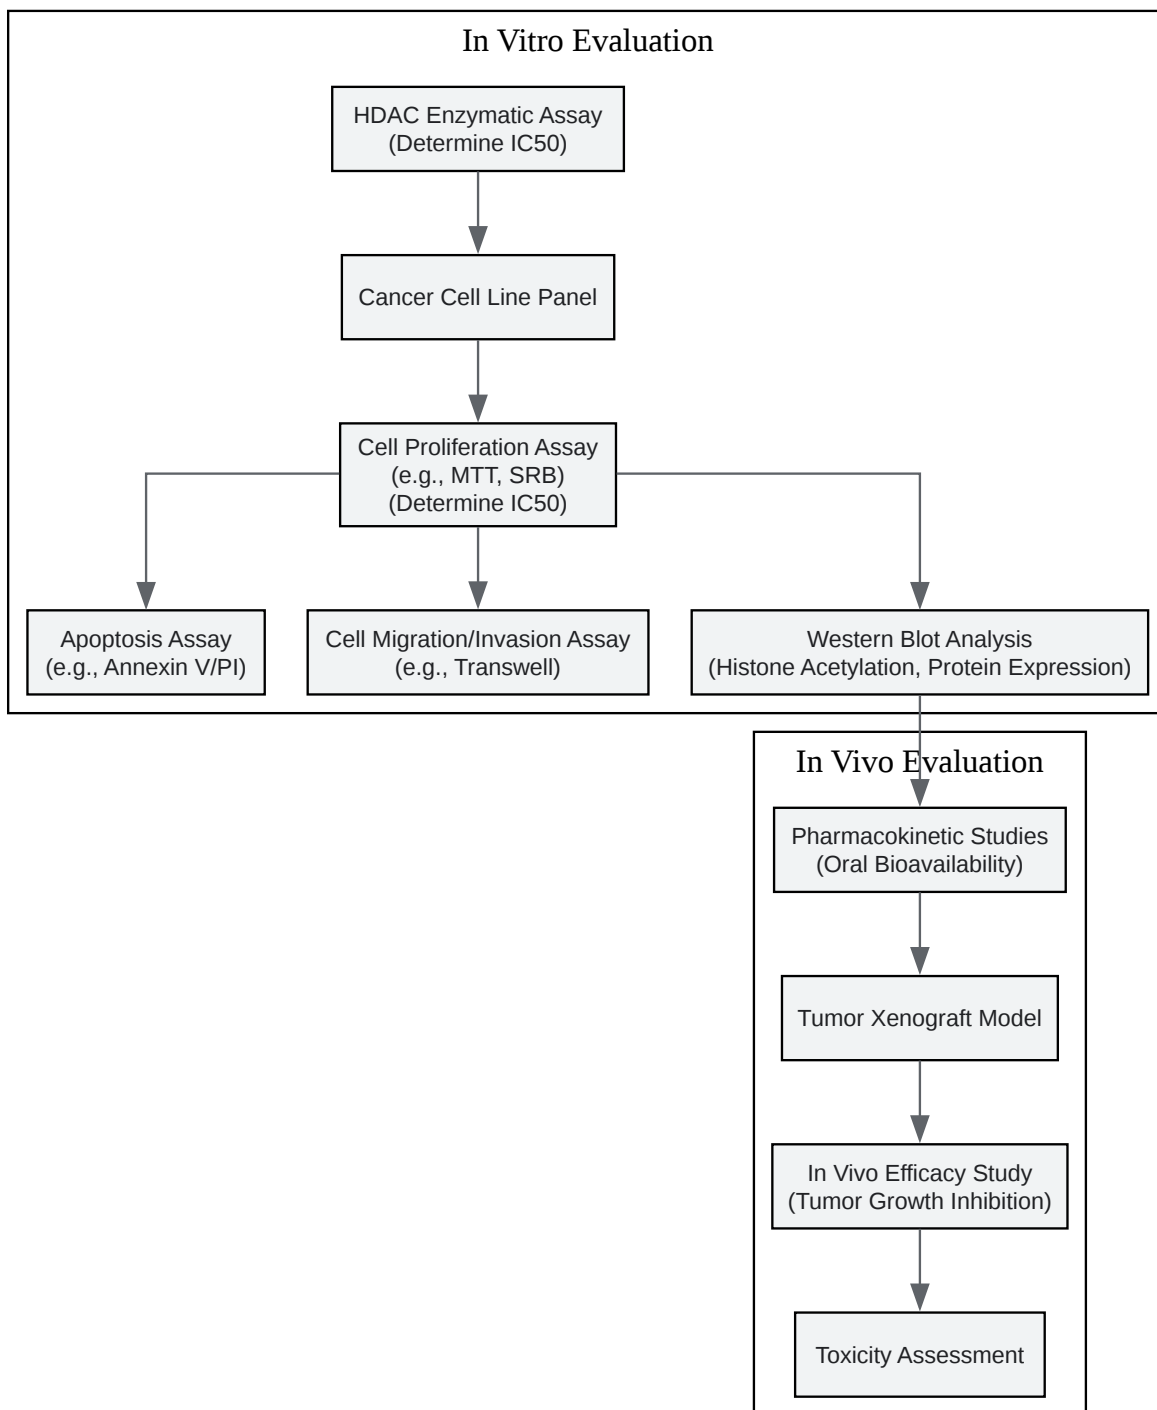 In Vitro Evaluation
HDAC Enzymatic Assay
(Determine IC50)
Cancer Cell Line Panel
Cell Proliferation Assay
(e.g., MTT, SRB)
(Determine IC50)
Apoptosis Assay
(e.g., Annexin V/PI)
Cell Migration/Invasion Assay
(e.g., Transwell)
Western Blot Analysis
(Histone Acetylation, Protein Expression)
In Vivo Evaluation
Pharmacokinetic Studies
(Oral Bioavailability)
Tumor Xenograft Model
In Vivo Efficacy Study
(Tumor Growth Inhibition)
Toxicity Assessment